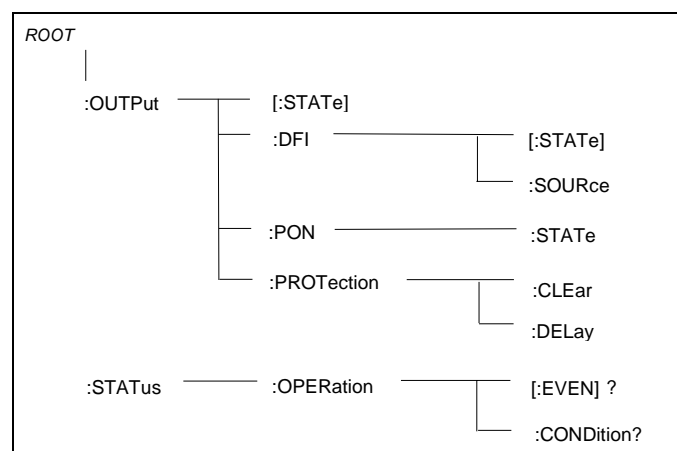 ROOT
:OUTPut [:STATe]
:DFI [:STATe]
:SOURce
:PON :STATe
:PROTection :CLEar
:DELay
:STATus :OPERation [:EVEN] ?
:CONDition?